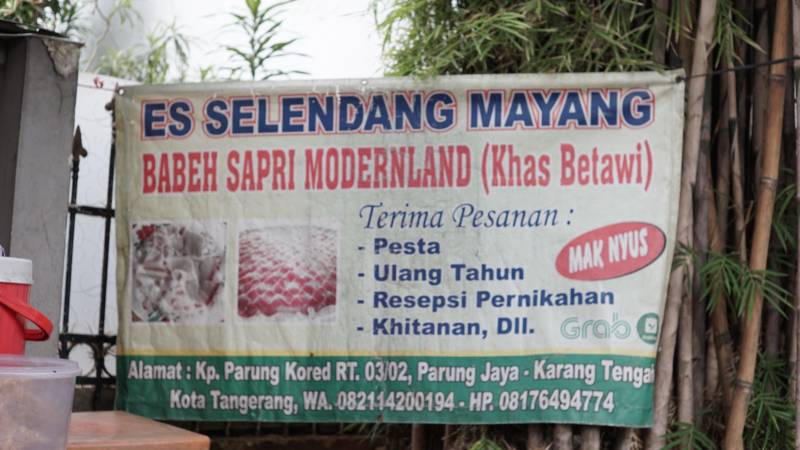 ES SELENDANG MAYANG
BABEH SAPRI MODERNLAND (Khas Betawi)
Terima Pesanan :
- Pesta
- Ulang Tahun
- Resepsi Pernikahan
- Khitanan, Dll.
MAK NYUS
Grab
Alamat : Kp. Parung Kored RT. 03/02, Parung Jaya - Karang Tengah
Kota Tangerang, WA. 082114200194 - HP. 08176494774